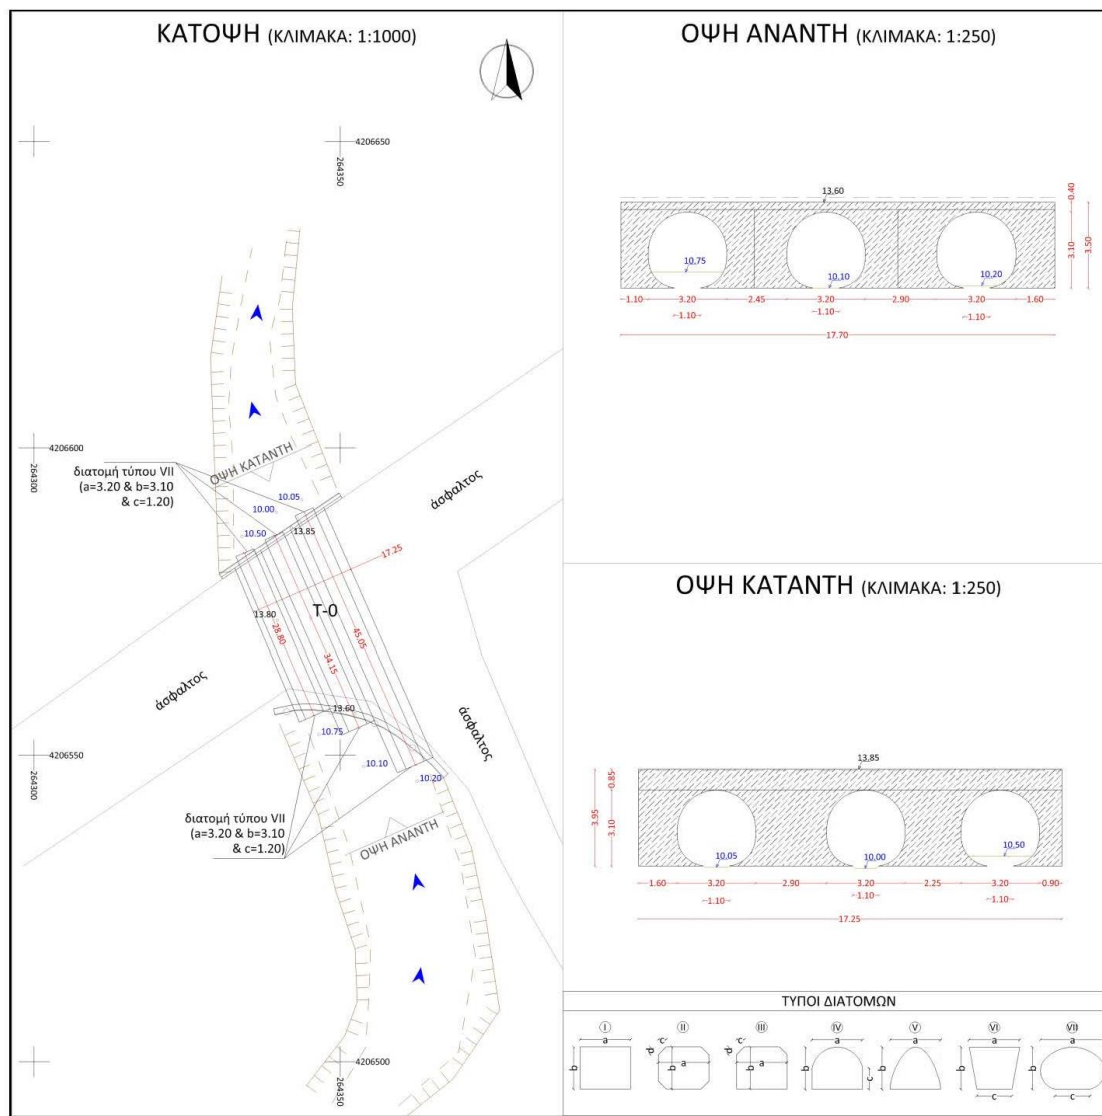 ΚΑΤΟΨΗ (ΚΛΙΜΑΚΑ: 1:1000)
4206650
264350
4206600
264300
διατομή τύπου VII
(a=3.20 & b=3.10
& c=1.20)
ΟΨΗ ΚΑΤΑΝΤΗ
10.05
10.00
10.50
13.85
άσφαλτος
17.25
13.80
T-0
28.80
34.15
45.05
άσφαλτος
13.60
10.75
άσφαλτος
4206550
264300
10.10
10.20
διατομή τύπου VII
(a=3.20 & b=3.10
& c=1.20)
ΟΨΗ ΑΝΑΝΤΗ
4206500
264350
ΟΨΗ ΑΝΑΝΤΗ (ΚΛΙΜΑΚΑ: 1:250)
13.60
0.40
10.75
10.10
10.20
3.10
3.50
1.10
3.20
2.45
3.20
2.90
3.20
1.60
1.10
1.10
1.10
17.70
ΟΨΗ ΚΑΤΑΝΤΗ (ΚΛΙΜΑΚΑ: 1:250)
13.85
0.85
3.95
3.10
10.05
10.00
10.50
1.60
3.20
2.90
3.20
2.25
3.20
0.90
1.10
1.10
1.10
17.25
ΤΥΠΟΙ ΔΙΑΤΟΜΩΝ
I
II
III
IV
V
VI
VII
a
b
c
d
a
b
c
d
a
b
a
b
c
a
b
a
b
c
a
b
c